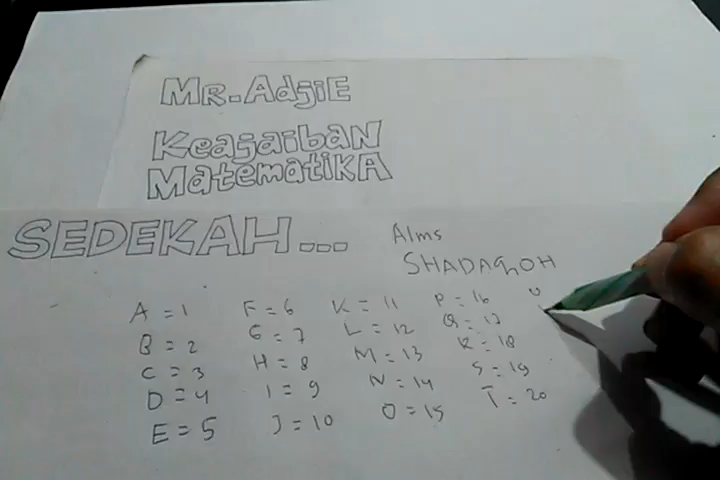 MR. AdjiE
Keajaiban
MatematiKA
SEDEKAH...
Alms
SHADAQOH
A = 1
B = 2
C = 3
D = 4
E = 5
F = 6
G = 7
H = 8
I = 9
J = 10
K = 11
L = 12
M = 13
N = 14
O = 15
P = 16
Q = 17
R = 18
S = 19
T = 20
U